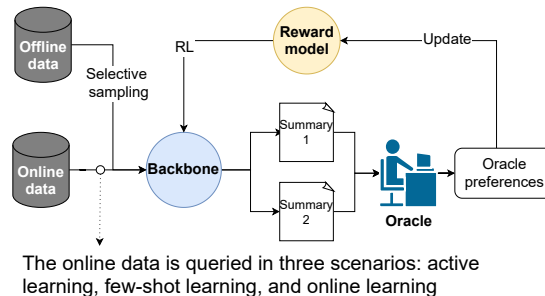 Offline
data
Selective
sampling
RL
Reward
model
Update
Online
data
Backbone
Summary
1
Summary
2
Oracle
Oracle
preferences
The online data is queried in three scenarios: active
learning, few-shot learning, and online learning